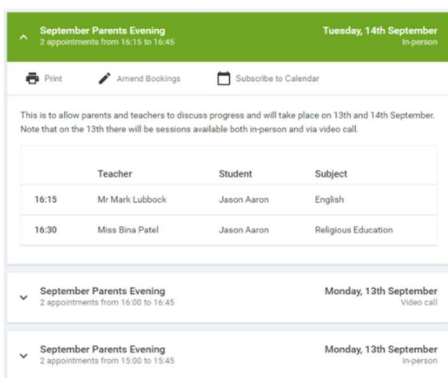 September Parents Evening Tuesday, 14th September
2 appointments from 16:15 to 16:45 In-person
Print Amend Bookings Subscribe to Calendar
This is to allow parents and teachers to discuss progress and will take place on 13th and 14th September.
Note that on the 13th there will be sessions available both in-person and via video call.
Teacher Student Subject
16:15 Mr Mark Lubbock Jason Aaron English
16:30 Miss Bina Patel Jason Aaron Religious Education
September Parents Evening Monday, 13th September
2 appointments from 16:00 to 16:45 Video call
September Parents Evening Monday, 13th September
2 appointments from 15:00 to 15:45 In-person